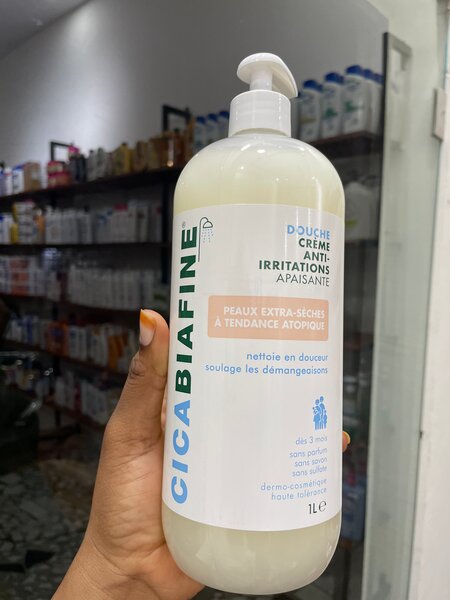 CICABIAFINE®
DOUCHE
CRÈME
ANTI-
IRRITATIONS
APAISANTE
PEAUX EXTRA-SÈCHES
À TENDANCE ATOPIQUE
nettoie en douceur
soulage les démangeaisons
dès 3 mois
sans parfum
sans savon
sans sulfate
dermo-cosmétique
haute tolérance
1L℮